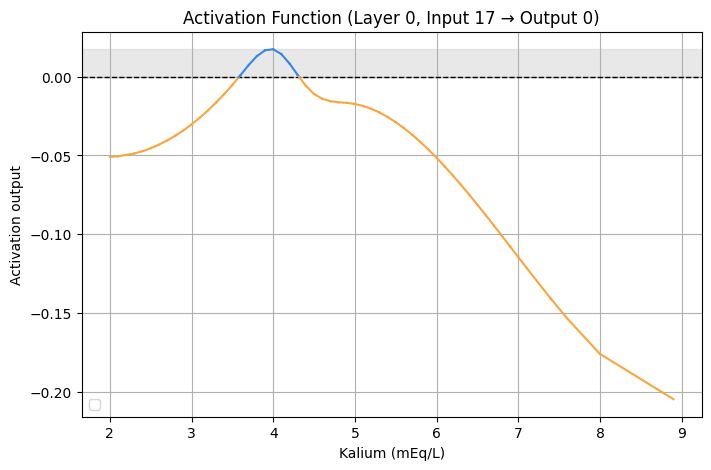 Activation Function (Layer 0, Input 17 → Output 0)
Activation output
0.00
−0.05
−0.10
−0.15
−0.20
2 3 4 5 6 7 8 9
Kalium (mEq/L)